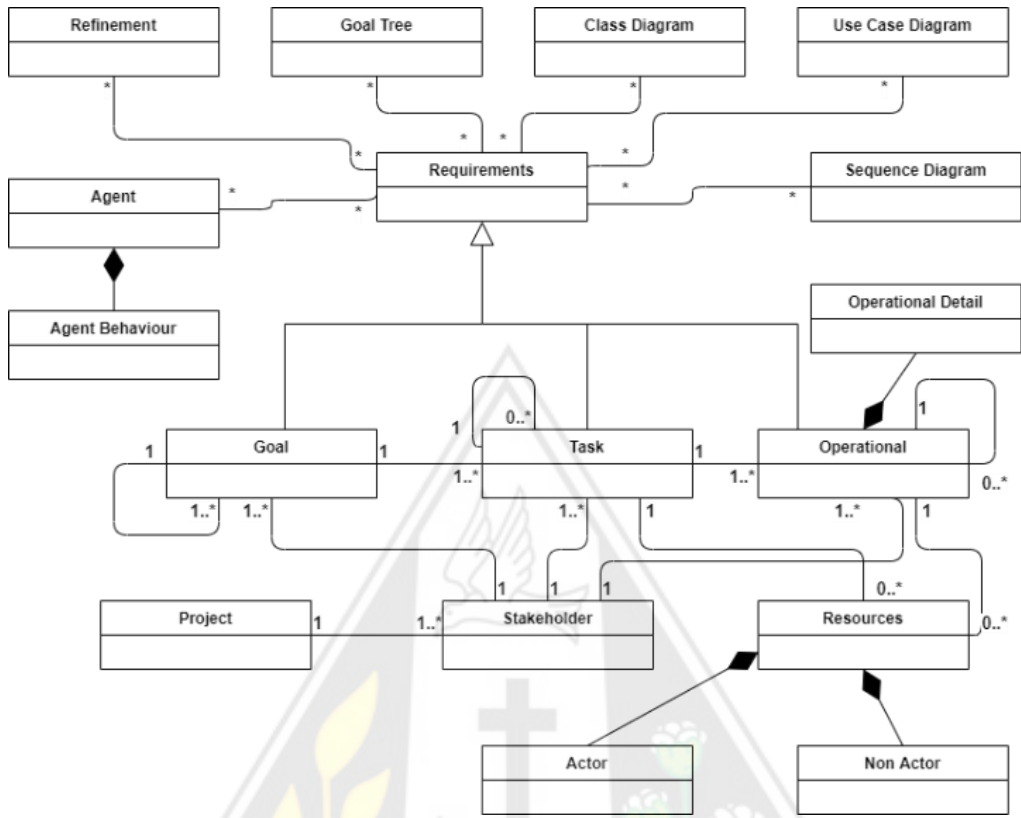 Refinement
Goal Tree
Class Diagram
Use Case Diagram
*
*
*
*
*
*
*
*
*
*
Requirements
Sequence Diagram
Agent
*
*
*
*
Operational Detail
Agent Behaviour
1
0..*
1
1
Goal
1
Task
1
Operational
1..*
1..*
0..*
1..*
1..*
1..*
1
1..*
1
1
1
1
0..*
Project
1
1..*
Stakeholder
Resources
0..*
Actor
Non Actor